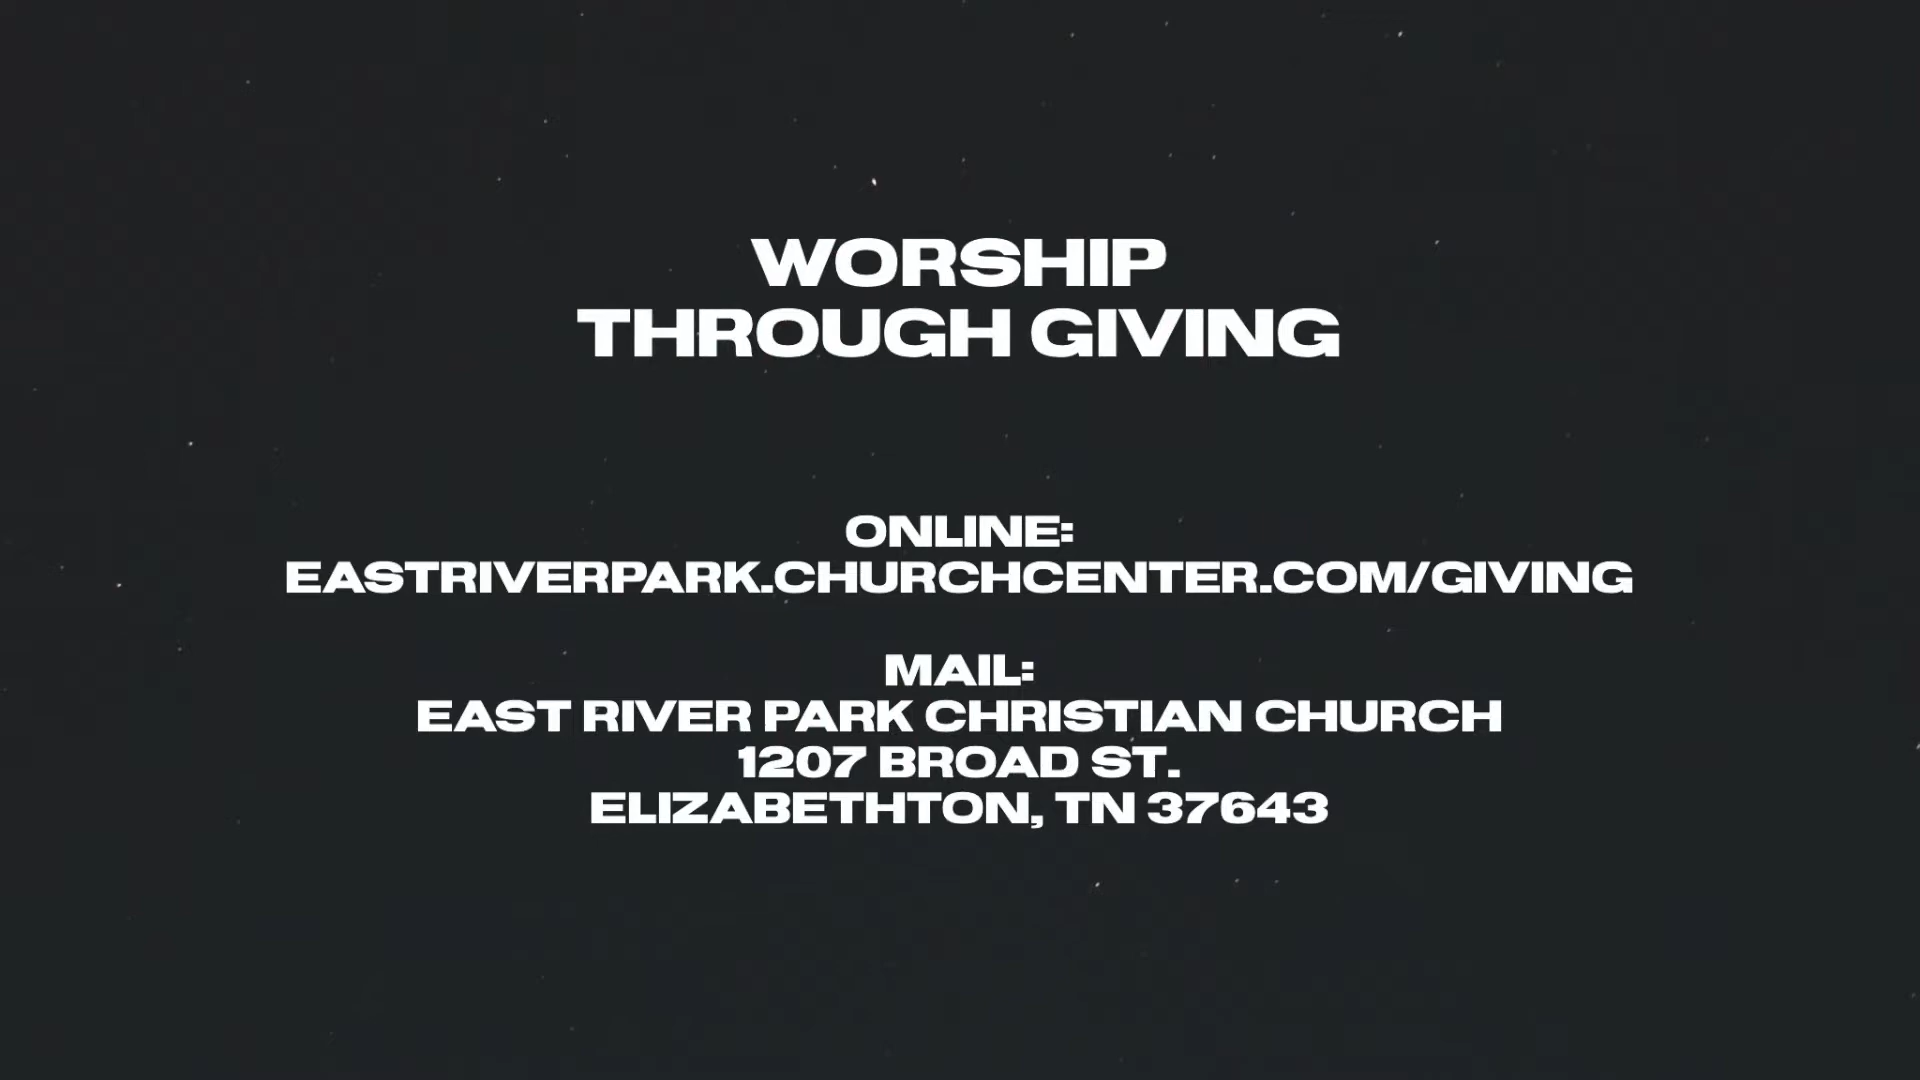 WORSHIP
THROUGH GIVING
ONLINE:
EASTRIVERPARK.CHURCHCENTER.COM/GIVING
MAIL:
EAST RIVER PARK CHRISTIAN CHURCH
1207 BROAD ST.
ELIZABETHTON, TN 37643